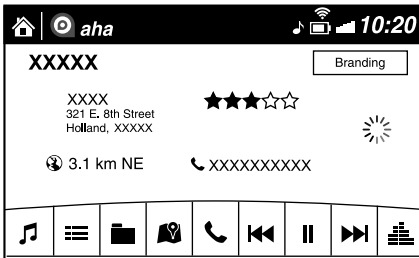 aha 10:20
XXXXX Branding
XXXX
321 E. 8th Street
Holland, XXXXX
3.1 km NE XXXXXXXXXX